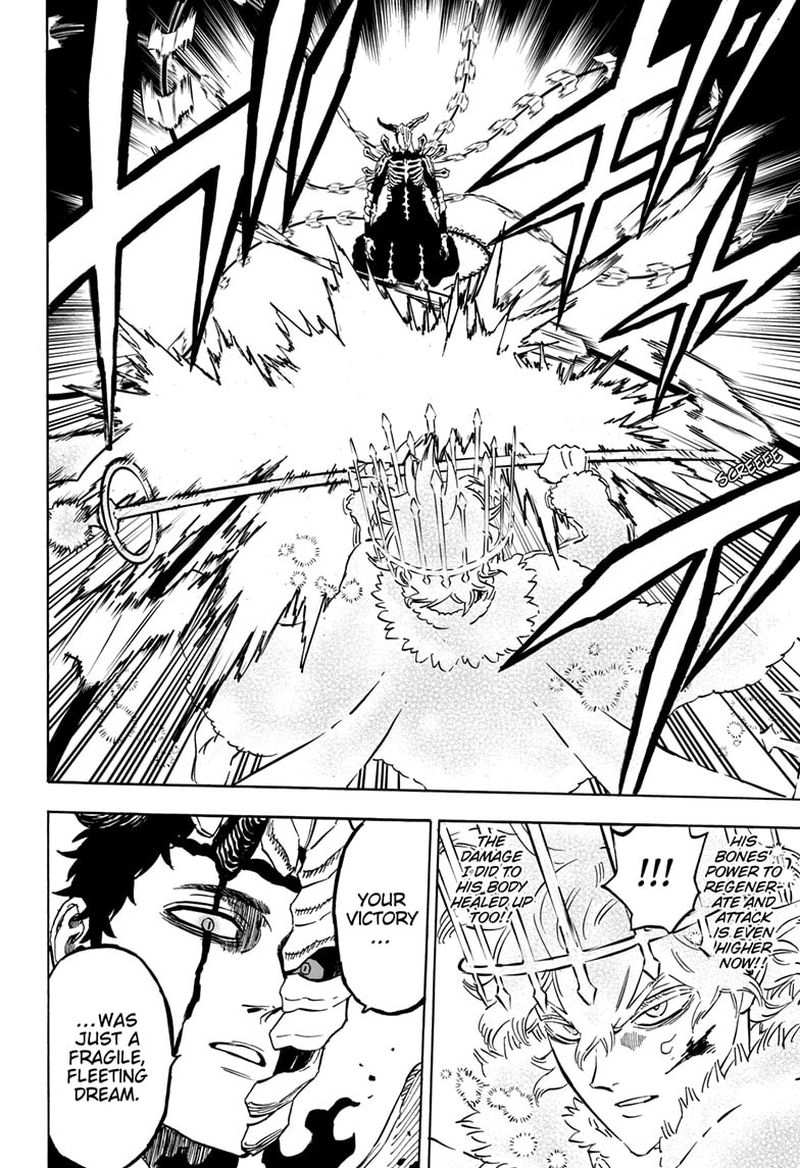 SCREEEE
HIS
BONES'
POWER TO
REGENER-
ATE AND
ATTACK
IS EVEN
HIGHER
NOW!!
!!!
THE
DAMAGE
I DID TO
HIS BODY
HEALED UP
TOO!!
YOUR
VICTORY
...
...WAS
JUST A
FRAGILE,
FLEETING
DREAM.